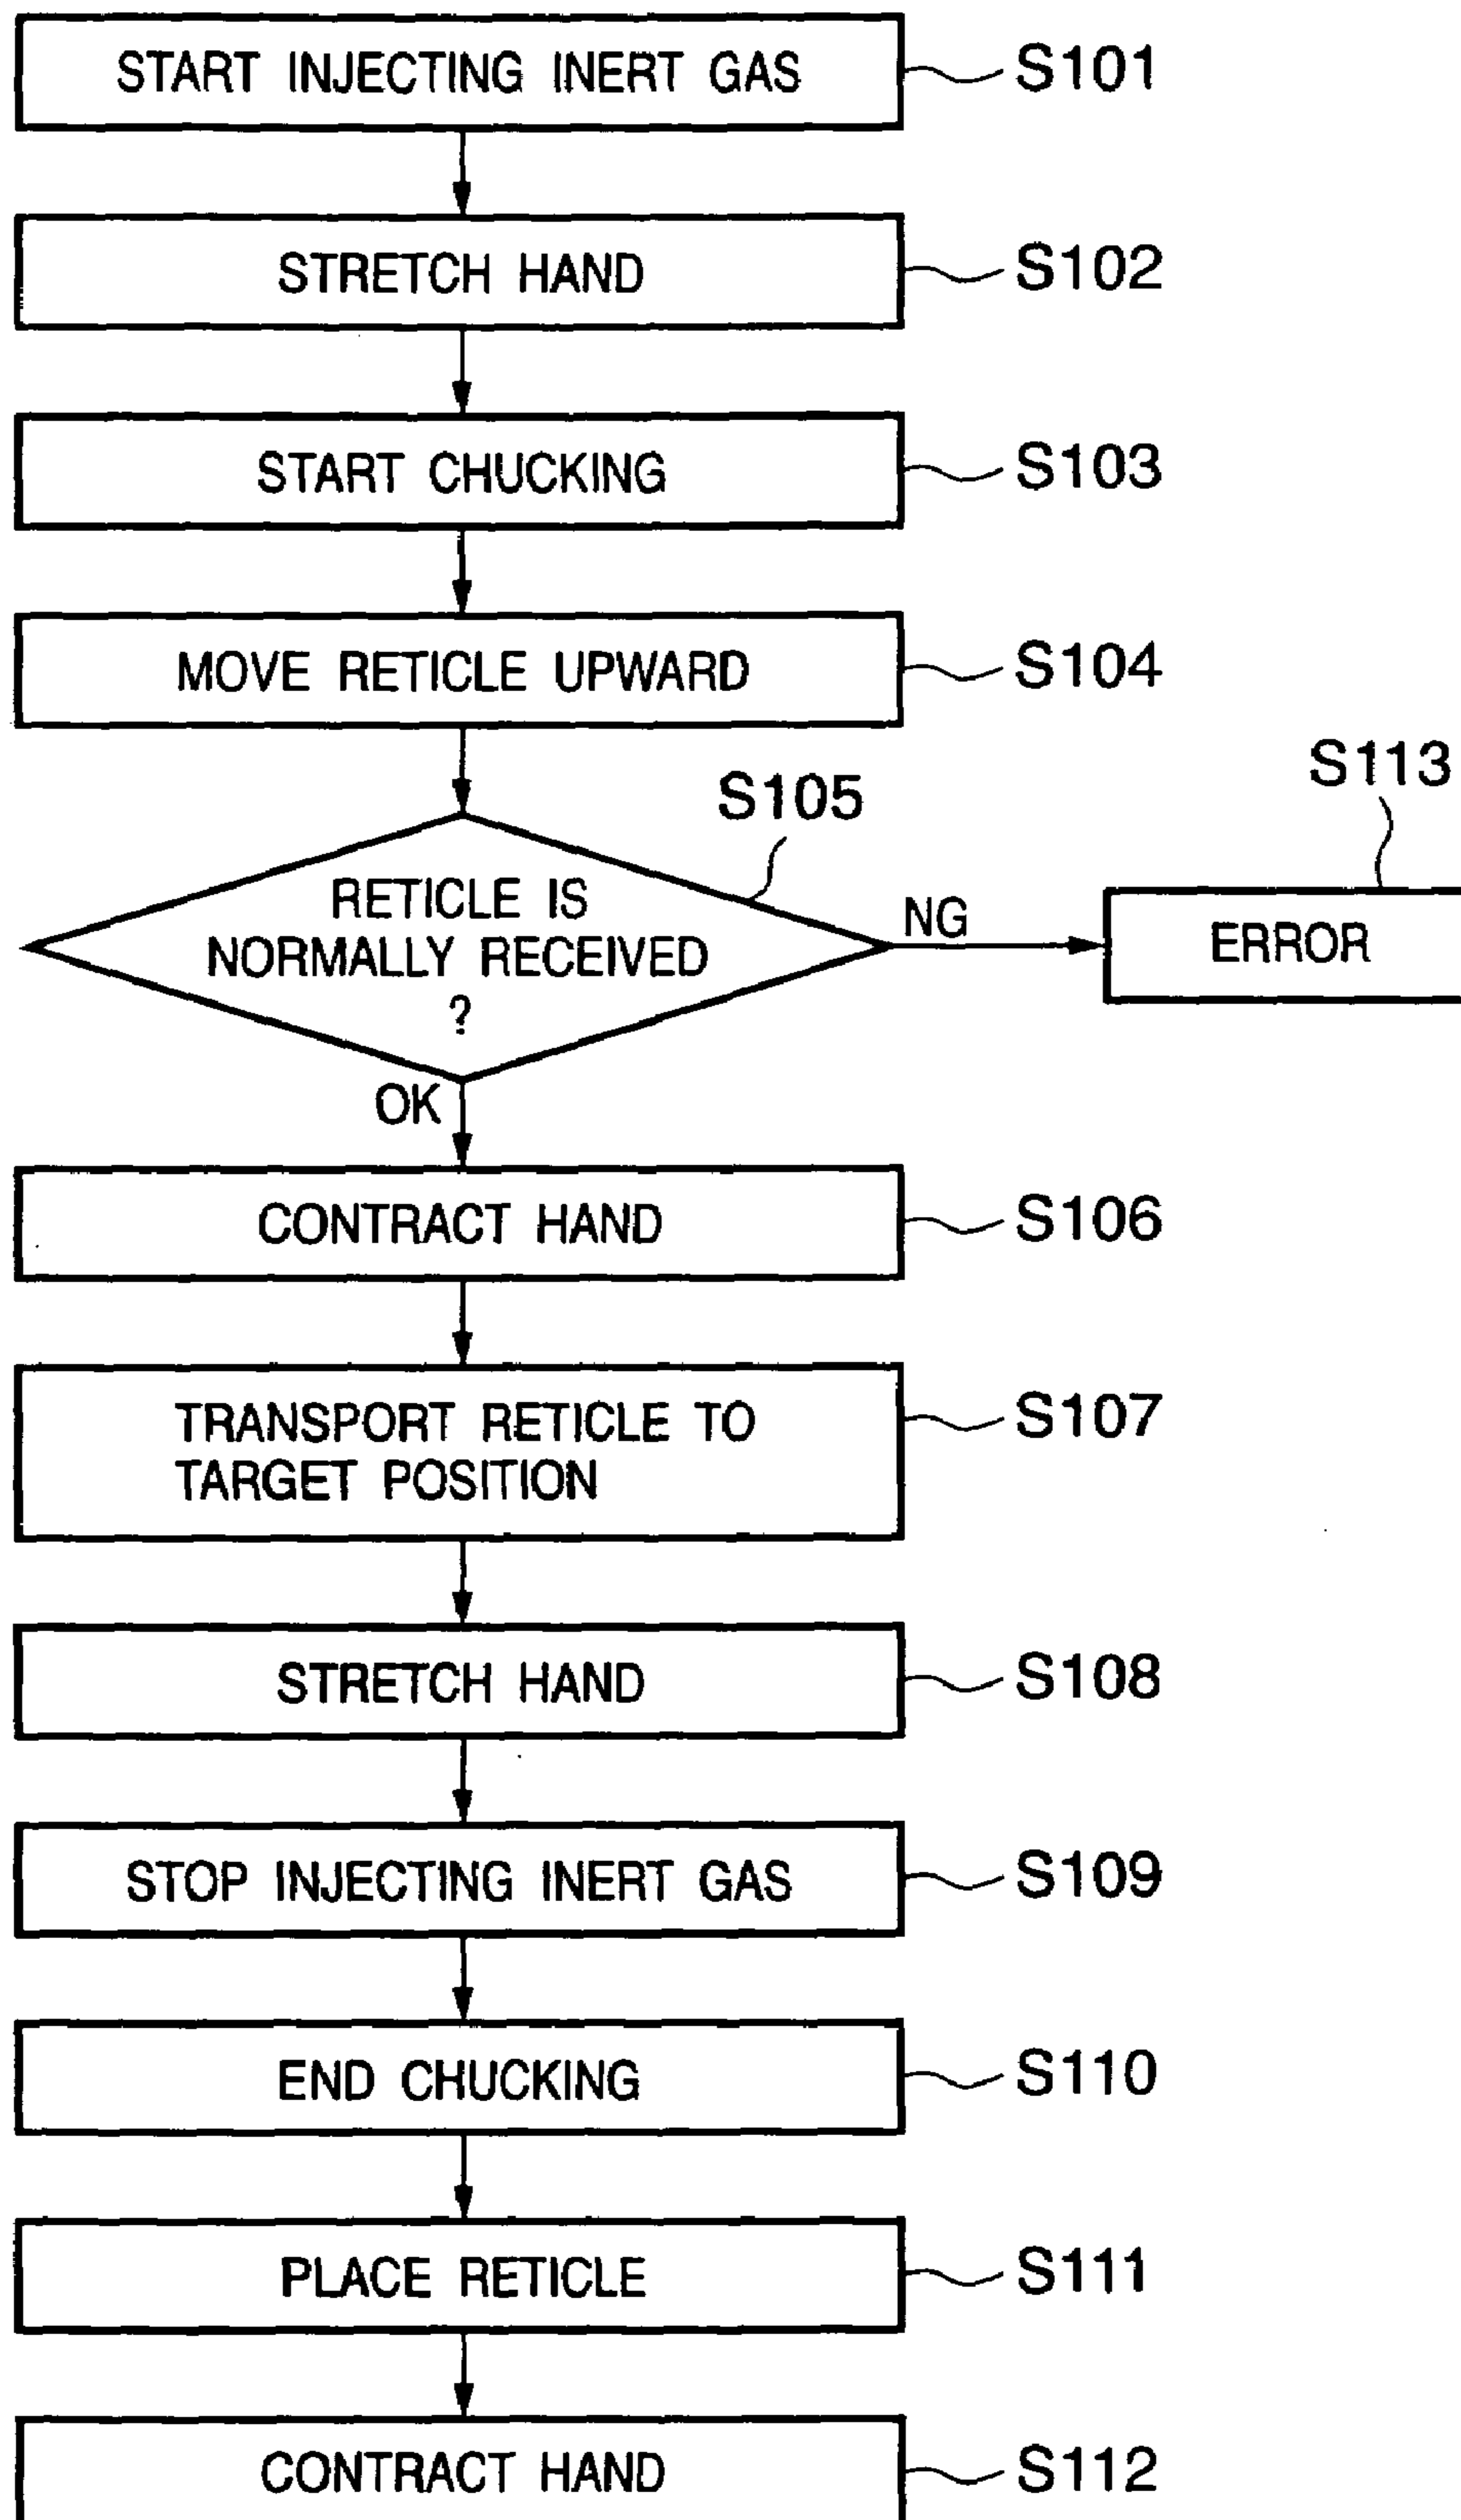 START INJECTING INERT GAS
S101
STRETCH HAND
S102
START CHUCKING
S103
MOVE RETICLE UPWARD
S104
S105
S113
RETICLE IS
NORMALLY RECEIVED
?
NG
ERROR
OK
CONTRACT HAND
S106
TRANSPORT RETICLE TO
TARGET POSITION
S107
STRETCH HAND
S108
STOP INJECTING INERT GAS
S109
END CHUCKING
S110
PLACE RETICLE
S111
CONTRACT HAND
S112